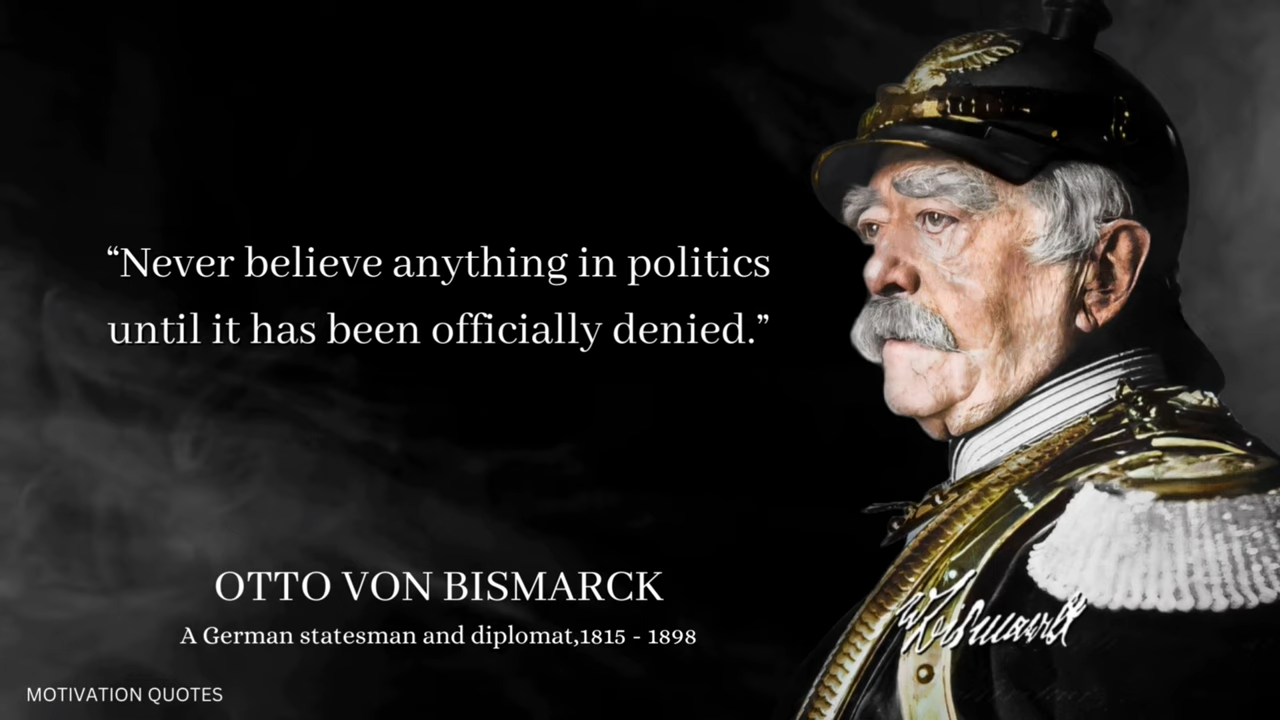 “Never believe anything in politics
until it has been officially denied.”
OTTO VON BISMARCK
A German statesman and diplomat,1815 - 1898
MOTIVATION QUOTES